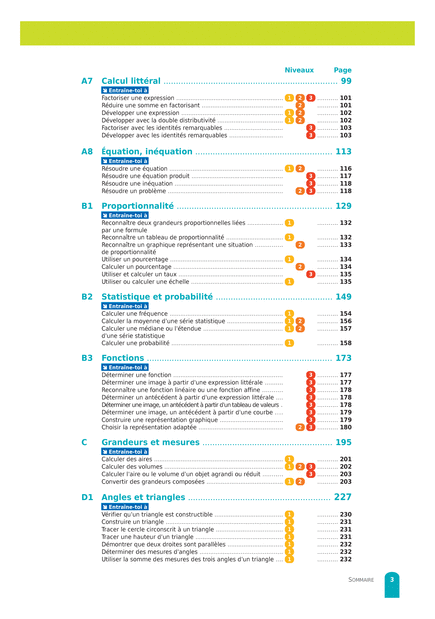 Niveaux Page
A7 Calcul littéral ........ 99
Entraîne-toi à
Factoriser une expression ........ 1 2 3 ........ 101
Réduire une somme en factorisant ........ 2 ........ 101
Développer une expression ........ 1 2 ........ 102
Développer avec la double distributivité ........ 1 2 ........ 102
Factoriser avec les identités remarquables ........ 3 ........ 103
Développer avec les identités remarquables ........ 3 ........ 103
A8 Équation, inéquation ........ 113
Entraîne-toi à
Résoudre une équation ........ 1 2 ........ 116
Résoudre une équation produit ........ 3 ........ 117
Résoudre une inéquation ........ 3 ........ 118
Résoudre un problème ........ 2 3 ........ 118
B1 Proportionnalité ........ 129
Entraîne-toi à
Reconnaître deux grandeurs proportionnelles liées ........ 1 ........ 132
par une formule
Reconnaître un tableau de proportionnalité ........ 1 ........ 132
Reconnaître un graphique représentant une situation ........ 2 ........ 133
de proportionnalité
Utiliser un pourcentage ........ 1 ........ 134
Calculer un pourcentage ........ 2 ........ 134
Utiliser et calculer un taux ........ 3 ........ 135
Utiliser ou calculer une échelle ........ 1 ........ 135
B2 Statistique et probabilité ........ 149
Entraîne-toi à
Calculer une fréquence ........ 1 ........ 154
Calculer la moyenne d'une série statistique ........ 1 2 ........ 156
Calculer une médiane ou l'étendue ........ 1 2 ........ 157
d'une série statistique
Calculer une probabilité ........ 1 ........ 158
B3 Fonctions ........ 173
Entraîne-toi à
Déterminer une fonction ........ 3 ........ 177
Déterminer une image à partir d'une expression littérale ........ 3 ........ 177
Reconnaître une fonction linéaire ou une fonction affine ........ 3 ........ 178
Déterminer un antécédent à partir d'une expression littérale ........ 3 ........ 178
Déterminer une image, un antécédent à partir d'un tableau de valeurs ........ 3 ........ 178
Déterminer une image, un antécédent à partir d'une courbe ........ 3 ........ 179
Construire une représentation graphique ........ 3 ........ 179
Choisir la représentation adaptée ........ 2 3 ........ 180
C Grandeurs et mesures ........ 195
Entraîne-toi à
Calculer des aires ........ 1 ........ 201
Calculer des volumes ........ 1 2 3 ........ 202
Calculer l'aire ou le volume d'un objet agrandi ou réduit ........ 3 ........ 203
Convertir des grandeurs composées ........ 1 2 ........ 203
D1 Angles et triangles ........ 227
Entraîne-toi à
Vérifier qu'un triangle est constructible ........ 1 ........ 230
Construire un triangle ........ 1 ........ 231
Tracer le cercle circonscrit à un triangle ........ 1 ........ 231
Tracer une hauteur d'un triangle ........ 1 ........ 231
Démontrer que deux droites sont parallèles ........ 1 ........ 232
Déterminer des mesures d'angles ........ 1 ........ 232
Utiliser la somme des mesures des trois angles d'un triangle .... 1 ........ 232
SOMMAIRE 3